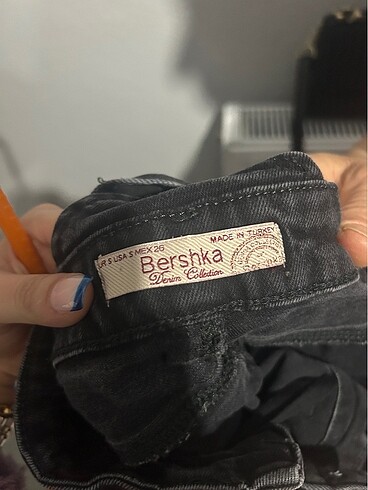 MADE IN TURKEY
EUR S USA S MEX 26
Bershka
Denim Collection